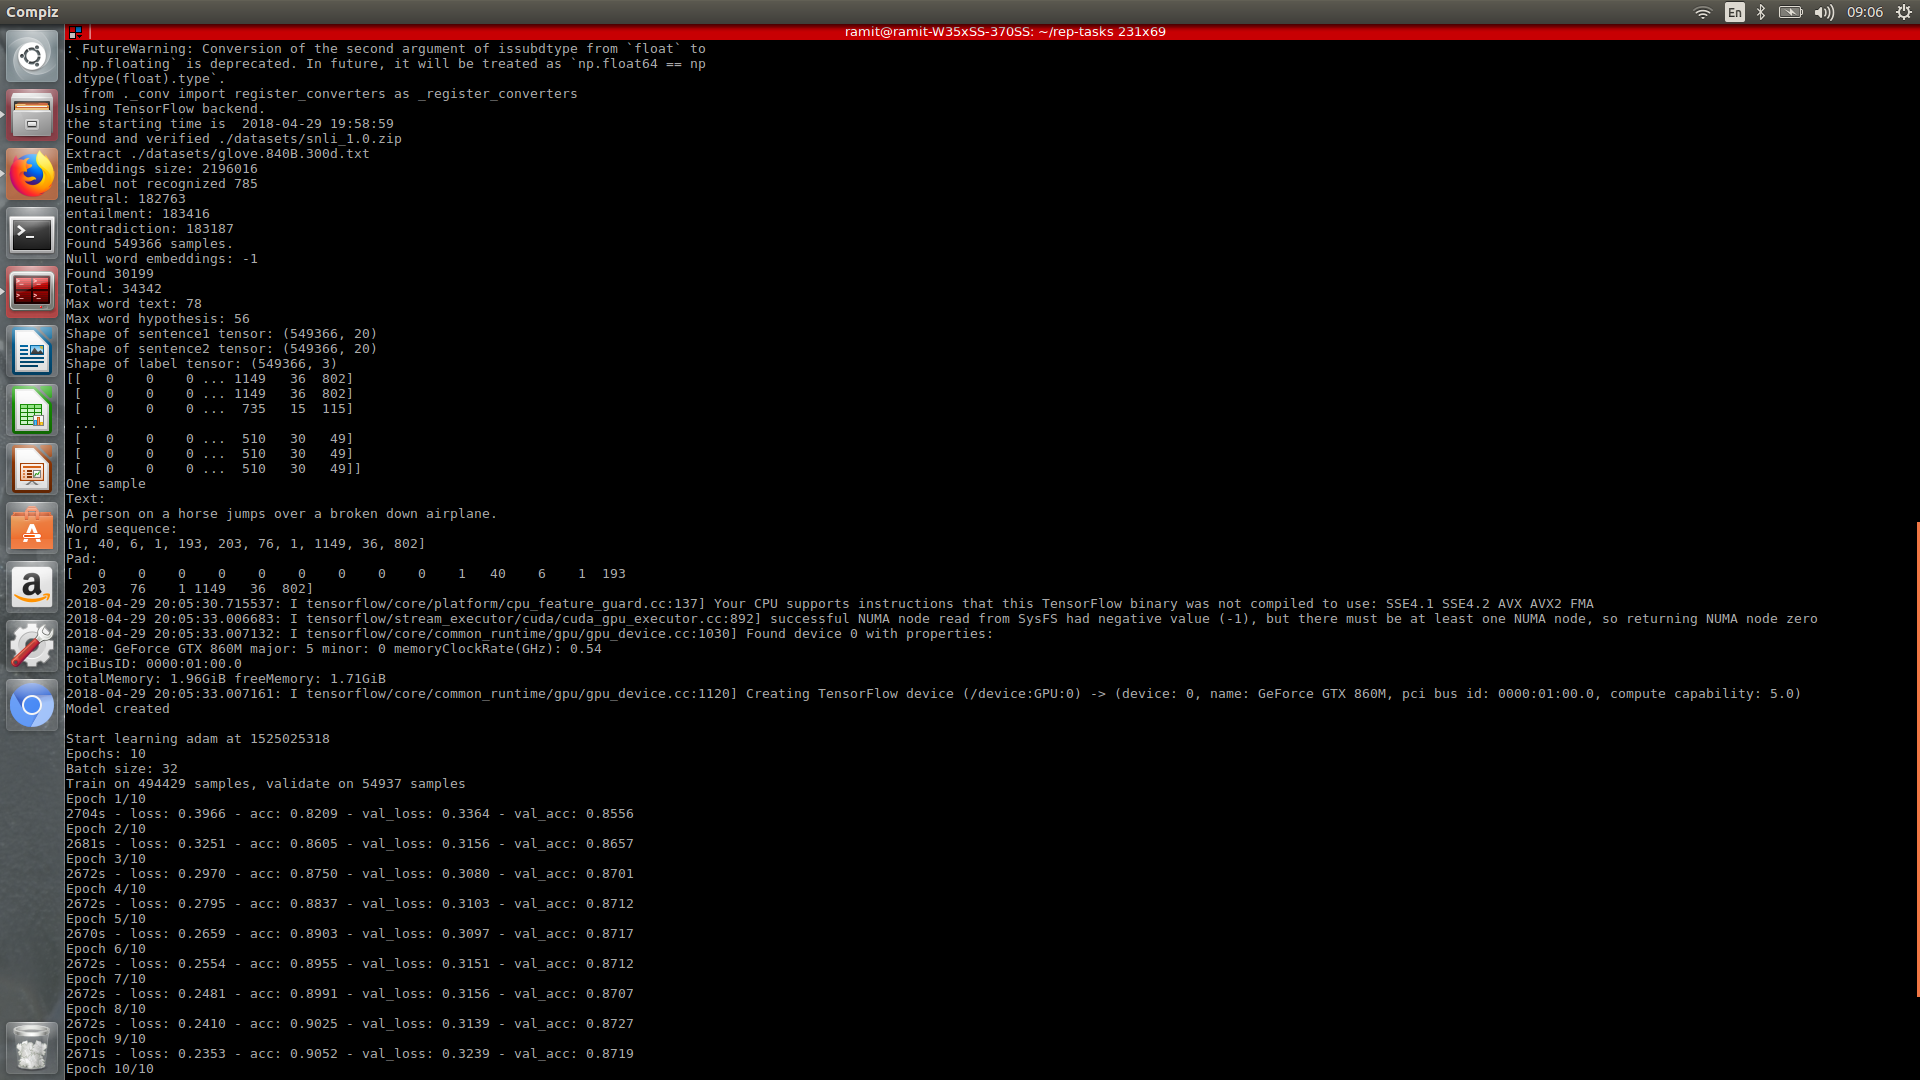 Compiz
En
09:06
ramit@ramit-W35xSS-370SS: ~/rep-tasks 231x69
: FutureWarning: Conversion of the second argument of issubdtype from `float` to
`np.floating` is deprecated. In future, it will be treated as `np.float64 == np
.dtype(float).type`.
from ._conv import register_converters as _register_converters
Using TensorFlow backend.
the starting time is  2018-04-29 19:58:59
Found and verified ./datasets/snli_1.0.zip
Extract ./datasets/glove.840B.300d.txt
Embeddings size: 2196016
Label not recognized 785
neutral: 182763
entailment: 183416
contradiction: 183187
Found 549366 samples.
Null word embeddings: -1
Found 30199
Total: 34342
Max word text: 78
Max word hypothesis: 56
Shape of sentence1 tensor: (549366, 20)
Shape of sentence2 tensor: (549366, 20)
Shape of label tensor: (549366, 3)
[[   0    0    0 ... 1149   36  802]
[   0    0    0 ... 1149   36  802]
[   0    0    0 ...  735   15  115]
...
[   0    0    0 ...  510   30   49]
[   0    0    0 ...  510   30   49]
[   0    0    0 ...  510   30   49]]
One sample
Text:
A person on a horse jumps over a broken down airplane.
Word sequence:
[1, 40, 6, 1, 193, 203, 76, 1, 1149, 36, 802]
Pad:
[   0    0    0    0    0    0    0    0    0    1   40    6    1  193
203   76    1 1149   36  802]
2018-04-29 20:05:30.715537: I tensorflow/core/platform/cpu_feature_guard.cc:137] Your CPU supports instructions that this TensorFlow binary was not compiled to use: SSE4.1 SSE4.2 AVX AVX2 FMA
2018-04-29 20:05:33.006683: I tensorflow/stream_executor/cuda/cuda_gpu_executor.cc:892] successful NUMA node read from SysFS had negative value (-1), but there must be at least one NUMA node, so returning NUMA node zero
2018-04-29 20:05:33.007132: I tensorflow/core/common_runtime/gpu/gpu_device.cc:1030] Found device 0 with properties:
name: GeForce GTX 860M major: 5 minor: 0 memoryClockRate(GHz): 0.54
pciBusID: 0000:01:00.0
totalMemory: 1.96GiB freeMemory: 1.71GiB
2018-04-29 20:05:33.007161: I tensorflow/core/common_runtime/gpu/gpu_device.cc:1120] Creating TensorFlow device (/device:GPU:0) -> (device: 0, name: GeForce GTX 860M, pci bus id: 0000:01:00.0, compute capability: 5.0)
Model created
Start learning adam at 1525025318
Epochs: 10
Batch size: 32
Train on 494429 samples, validate on 54937 samples
Epoch 1/10
2704s - loss: 0.3966 - acc: 0.8209 - val_loss: 0.3364 - val_acc: 0.8556
Epoch 2/10
2681s - loss: 0.3251 - acc: 0.8605 - val_loss: 0.3156 - val_acc: 0.8657
Epoch 3/10
2672s - loss: 0.2970 - acc: 0.8750 - val_loss: 0.3080 - val_acc: 0.8701
Epoch 4/10
2672s - loss: 0.2795 - acc: 0.8837 - val_loss: 0.3103 - val_acc: 0.8712
Epoch 5/10
2670s - loss: 0.2659 - acc: 0.8903 - val_loss: 0.3097 - val_acc: 0.8717
Epoch 6/10
2672s - loss: 0.2554 - acc: 0.8955 - val_loss: 0.3151 - val_acc: 0.8712
Epoch 7/10
2672s - loss: 0.2481 - acc: 0.8991 - val_loss: 0.3156 - val_acc: 0.8707
Epoch 8/10
2672s - loss: 0.2410 - acc: 0.9025 - val_loss: 0.3139 - val_acc: 0.8727
Epoch 9/10
2671s - loss: 0.2353 - acc: 0.9052 - val_loss: 0.3239 - val_acc: 0.8719
Epoch 10/10